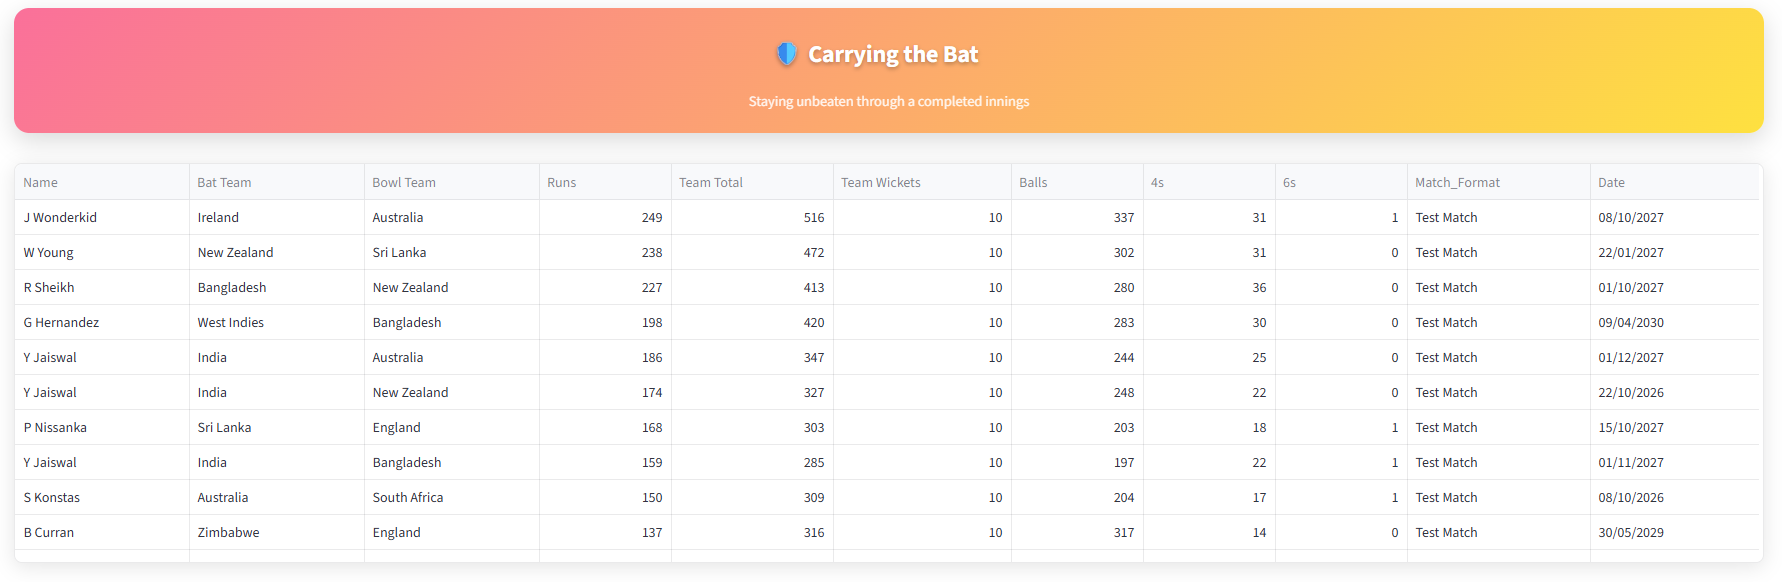 Carrying the Bat
Staying unbeaten through a completed innings
Name Bat Team Bowl Team Runs Team Total Team Wickets Balls 4s 6s Match_Format Date
J Wonderkid Ireland Australia 249 516 10 337 31 1 Test Match 08/10/2027
W Young New Zealand Sri Lanka 238 472 10 302 31 0 Test Match 22/01/2027
R Sheikh Bangladesh New Zealand 227 413 10 280 36 0 Test Match 01/10/2027
G Hernandez West Indies Bangladesh 198 420 10 283 30 0 Test Match 09/04/2030
Y Jaiswal India Australia 186 347 10 244 25 0 Test Match 01/12/2027
Y Jaiswal India New Zealand 174 327 10 248 22 0 Test Match 22/10/2026
P Nissanka Sri Lanka England 168 303 10 203 18 1 Test Match 15/10/2027
Y Jaiswal India Bangladesh 159 285 10 197 22 1 Test Match 01/11/2027
S Konstas Australia South Africa 150 309 10 204 17 1 Test Match 08/10/2026
B Curran Zimbabwe England 137 316 10 317 14 0 Test Match 30/05/2029